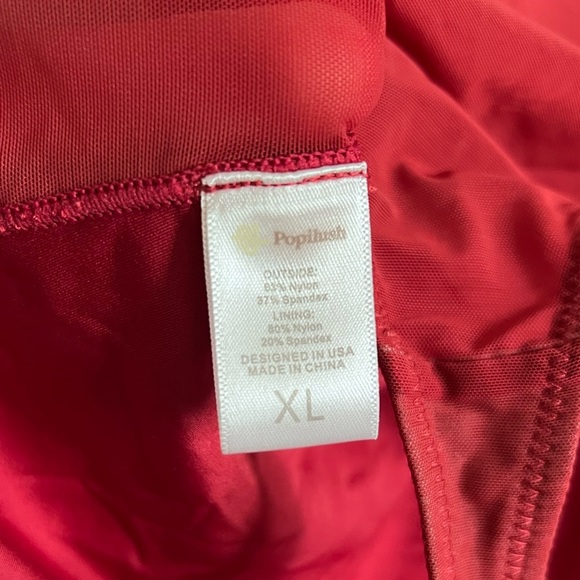 Popilush
OUTSIDE:
63% Nylon
37% Spandex
LINING:
80% Nylon
20% Spandex
DESIGNED IN USA
MADE IN CHINA
XL